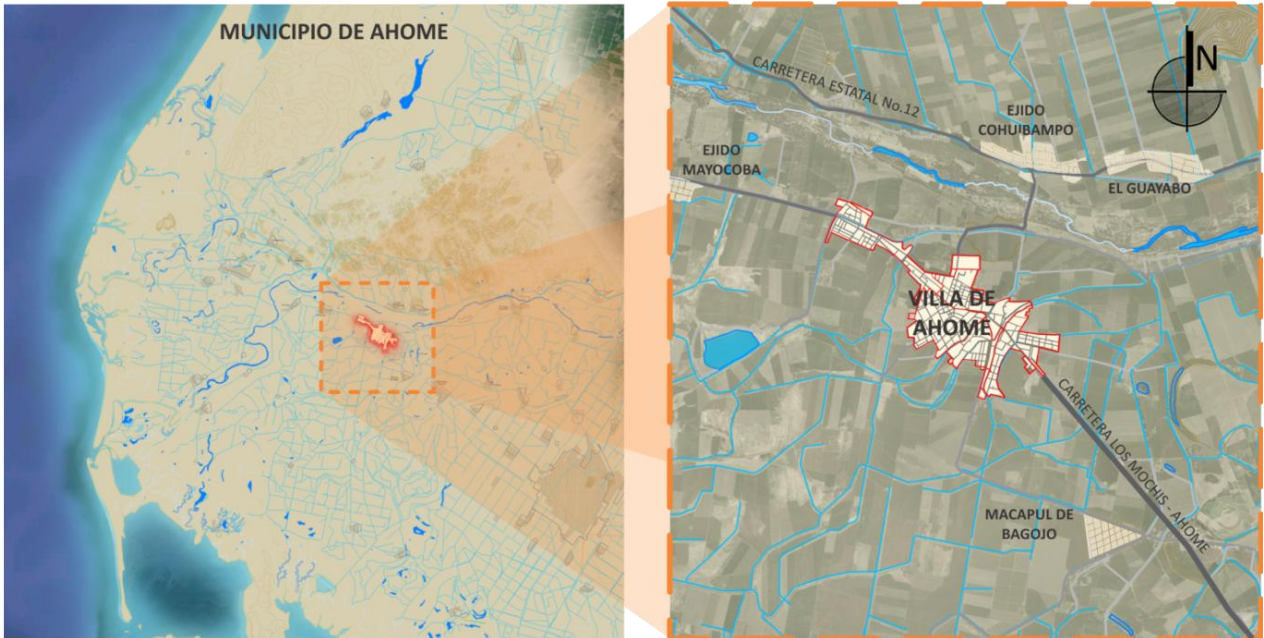 MUNICIPIO DE AHOME
N
CARRETERA ESTATAL No.12
EJIDO
COHUIBAMPO
EJIDO
MAYOCOBA
EL GUAYABO
VILLA DE
AHOME
CARRETERA LOS MOCHIS - AHOME
MACAPUL DE
BAGOJO